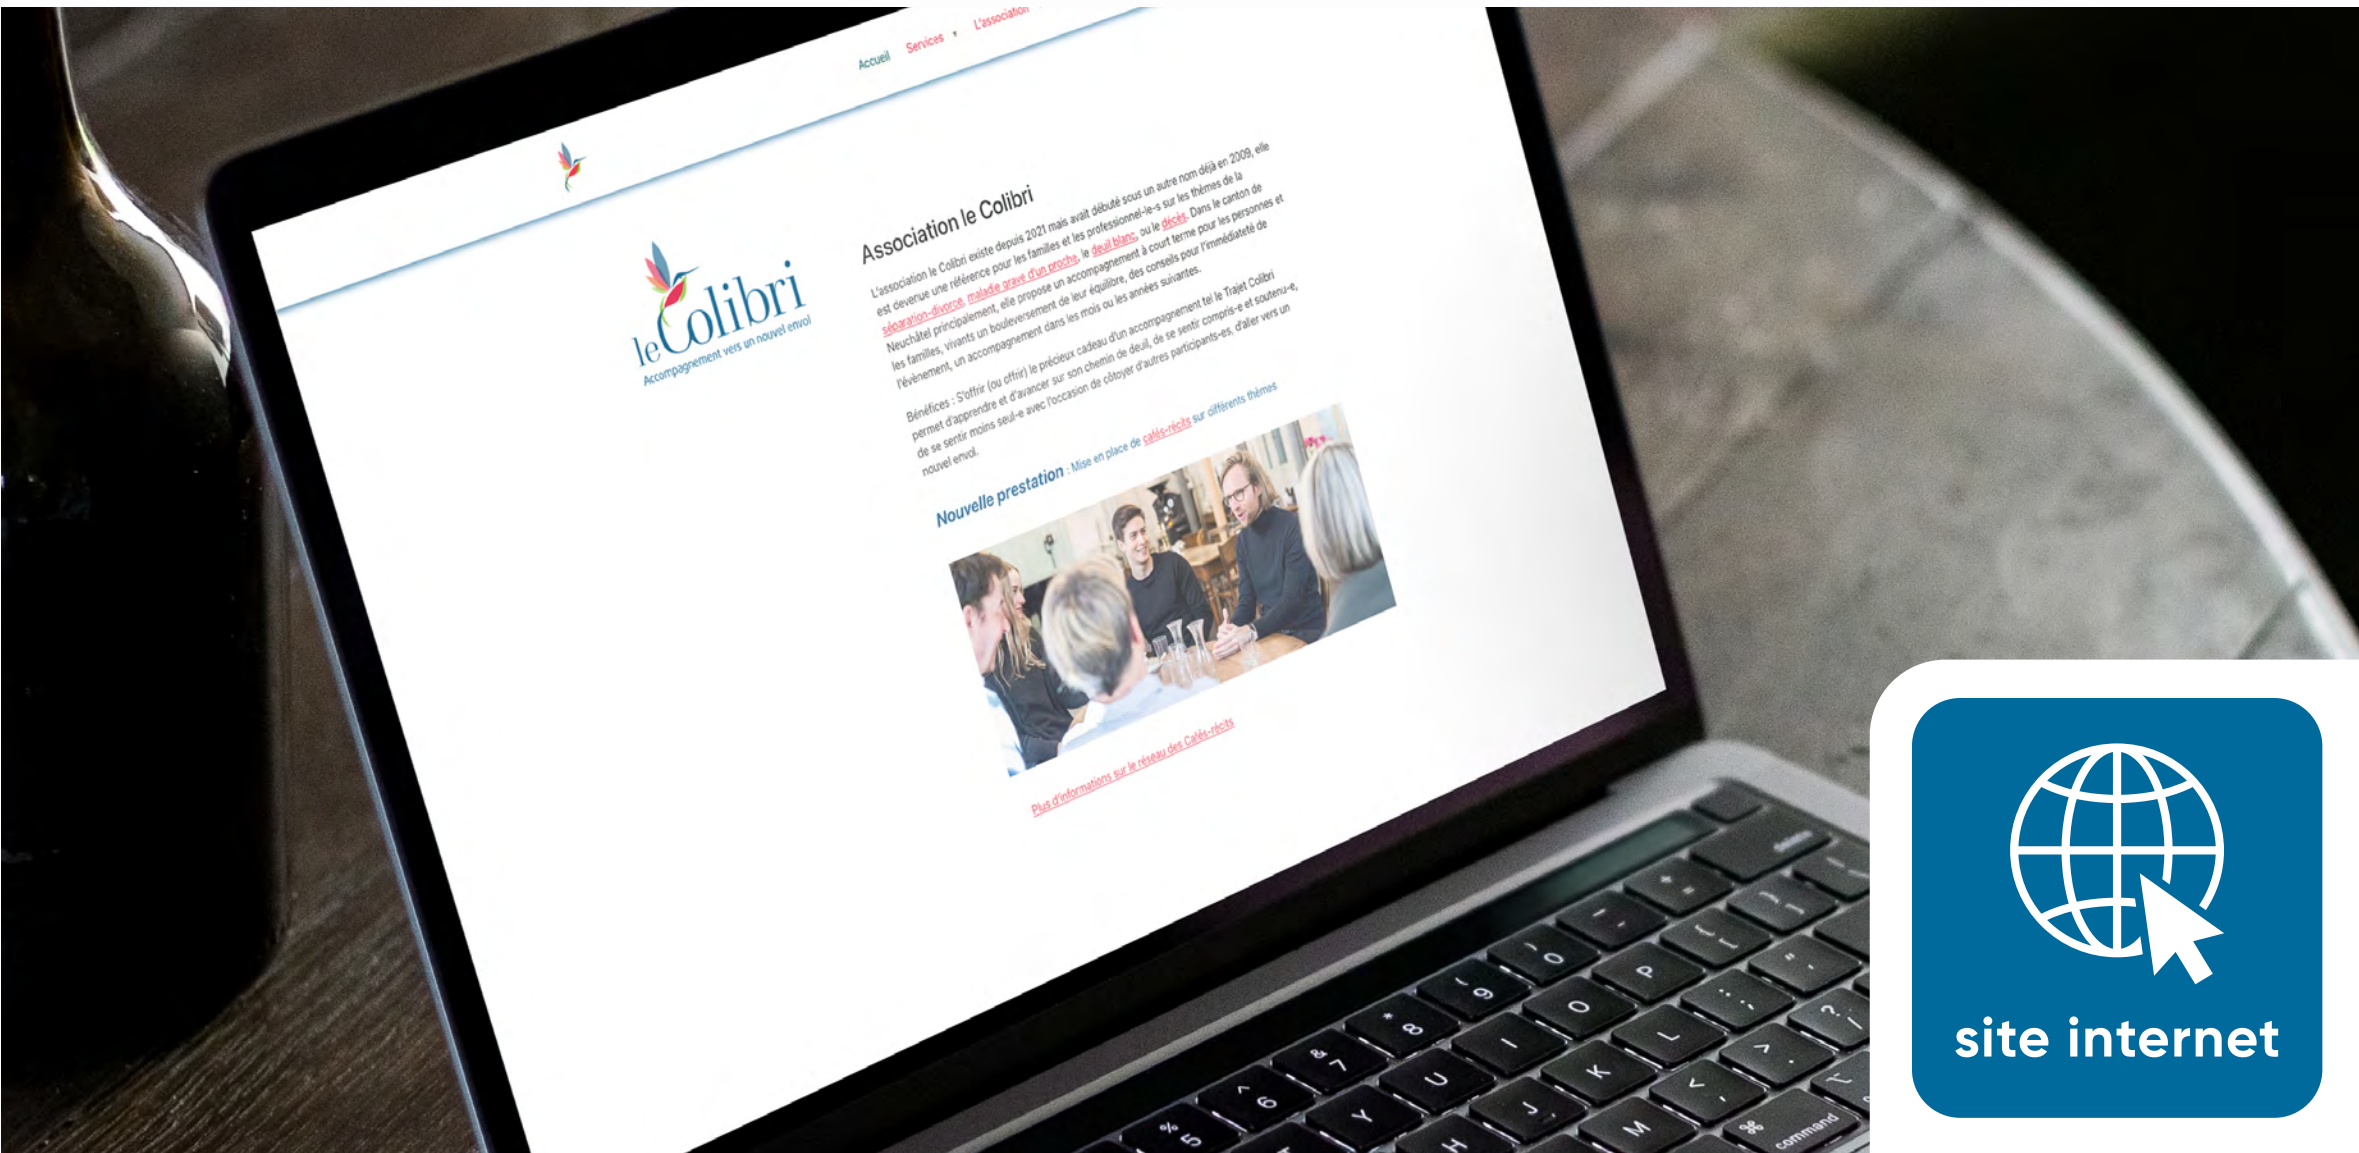 Accueil Services ▾ L'association
le Colibri
Accompagnement vers un nouvel envol
Association le Colibri
L'association le Colibri existe depuis 2021 mais avait débuté sous un autre nom déjà en 2009, elle
est devenue une référence pour les familles et les professionnel-le-s sur les thèmes de la
séparation-divorce, maladie grave d'un proche, le deuil blanc, ou le décès. Dans le canton de
Neuchâtel principalement, elle propose un accompagnement à court terme pour les personnes et
les familles, vivants un bouleversement de leur équilibre, des conseils pour l'immédiateté de
l'évènement, un accompagnement dans les mois ou les années suivantes.
Bénéfices : S'offrir (ou offrir) le précieux cadeau d'un accompagnement tel le Trajet Colibri
permet d'apprendre et d'avancer sur son chemin de deuil, de se sentir compris-e et soutenu-e,
de se sentir moins seul-e avec l'occasion de côtoyer d'autres participants-es, d'aller vers un
nouvel envol.
Nouvelle prestation : Mise en place de cafés-récits sur différents thèmes
Plus d'informations sur le réseau des Cafés-récits
delete
+ =
- 
) 0
( 9
* 8
& 7
^ 6
% 5
P
O
I
U
Y
L
K
J
H
M
⌘
command
site internet